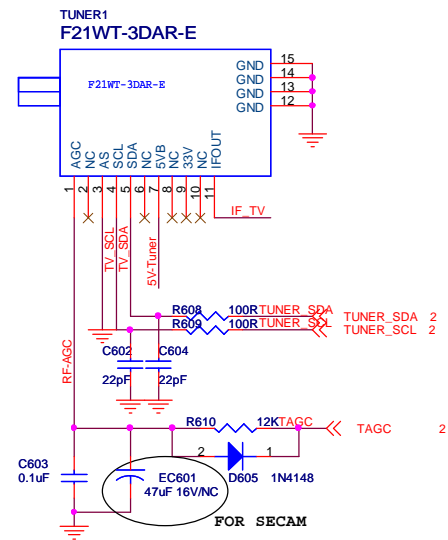 TUNER1
F21WT-3DAR-E
F21WT-3DAR-E
GND 15
GND 14
GND 13
GND 12
AGC
NC
AS
SCL
SDA
NC
5VB
NC
33V
NC
IFOUT
1
2
3
4
5
6
7
8
9
10
11
IF_TV
TV_SCL
TV_SDA
5V-Tuner
RF-AGC
R608 100R TUNER_SDA TUNER_SDA 2
R609 100R TUNER_SCL TUNER_SCL 2
C602 C604
22pF 22pF
R610 12K TAGC TAGC 2
2 1
C603
0.1uF
EC601
47uF 16V/NC
D605 1N4148
FOR SECAM